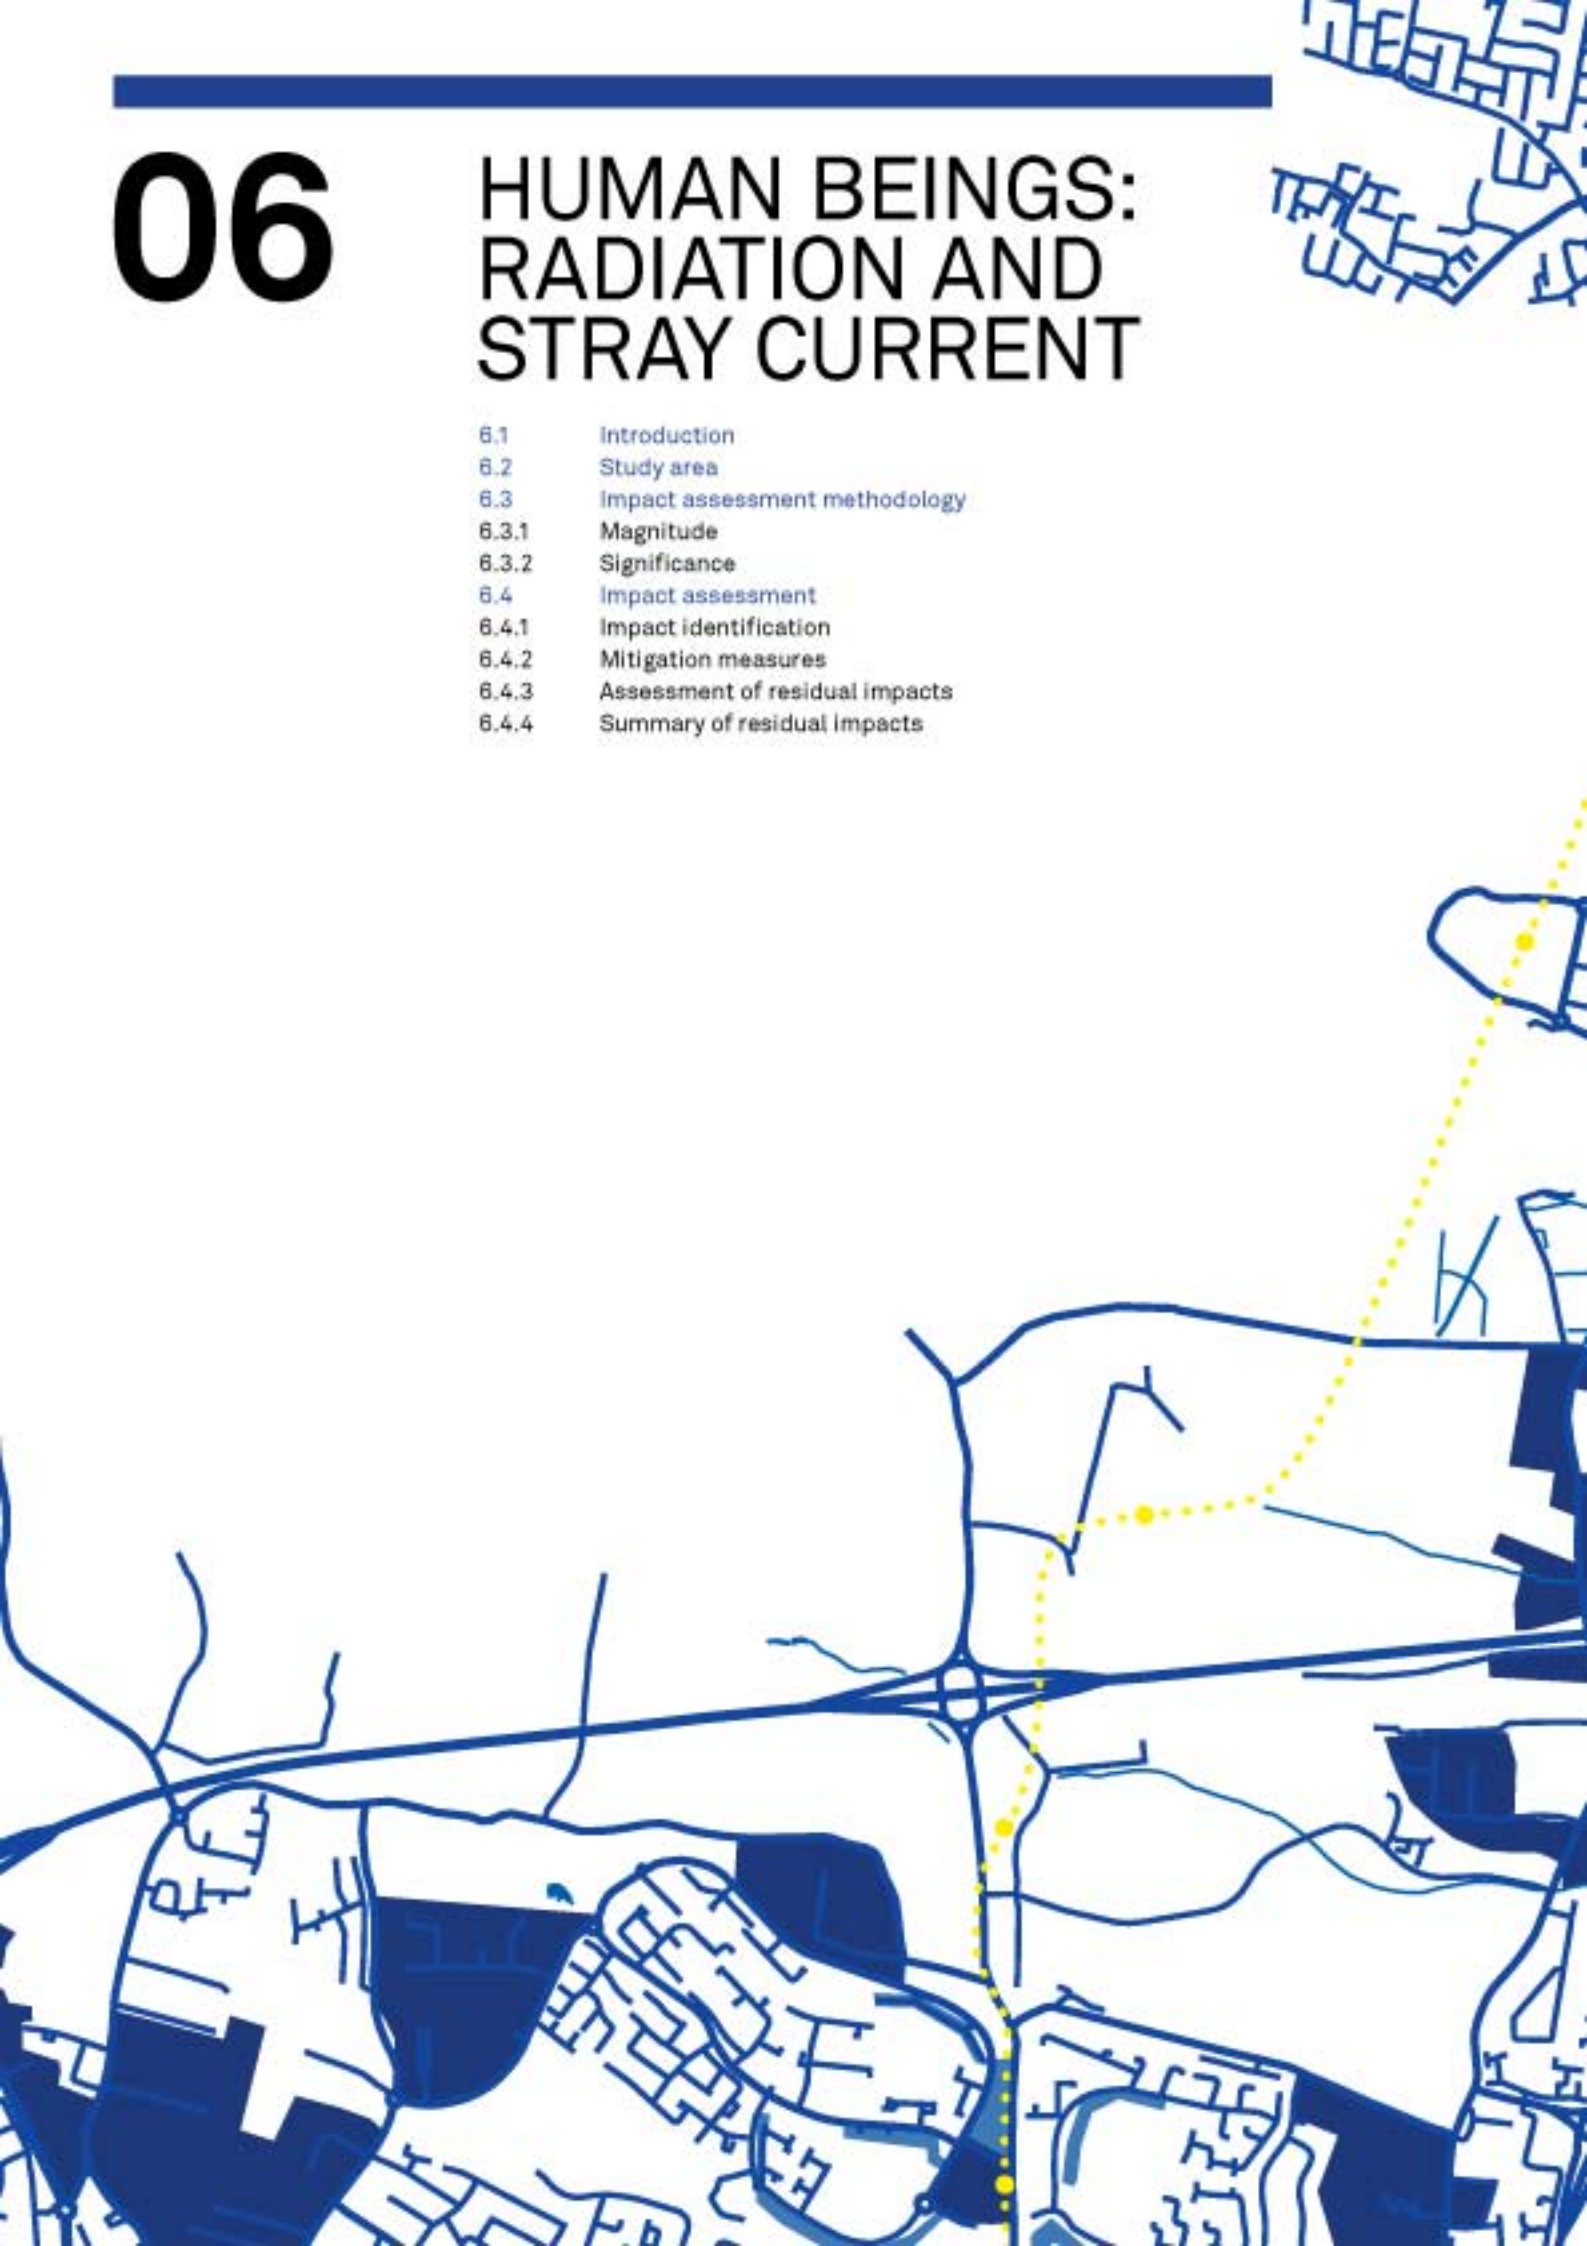 06
HUMAN BEINGS:
RADIATION AND
STRAY CURRENT
6.1 Introduction
6.2 Study area
6.3 Impact assessment methodology
6.3.1 Magnitude
6.3.2 Significance
6.4 Impact assessment
6.4.1 Impact identification
6.4.2 Mitigation measures
6.4.3 Assessment of residual impacts
6.4.4 Summary of residual impacts